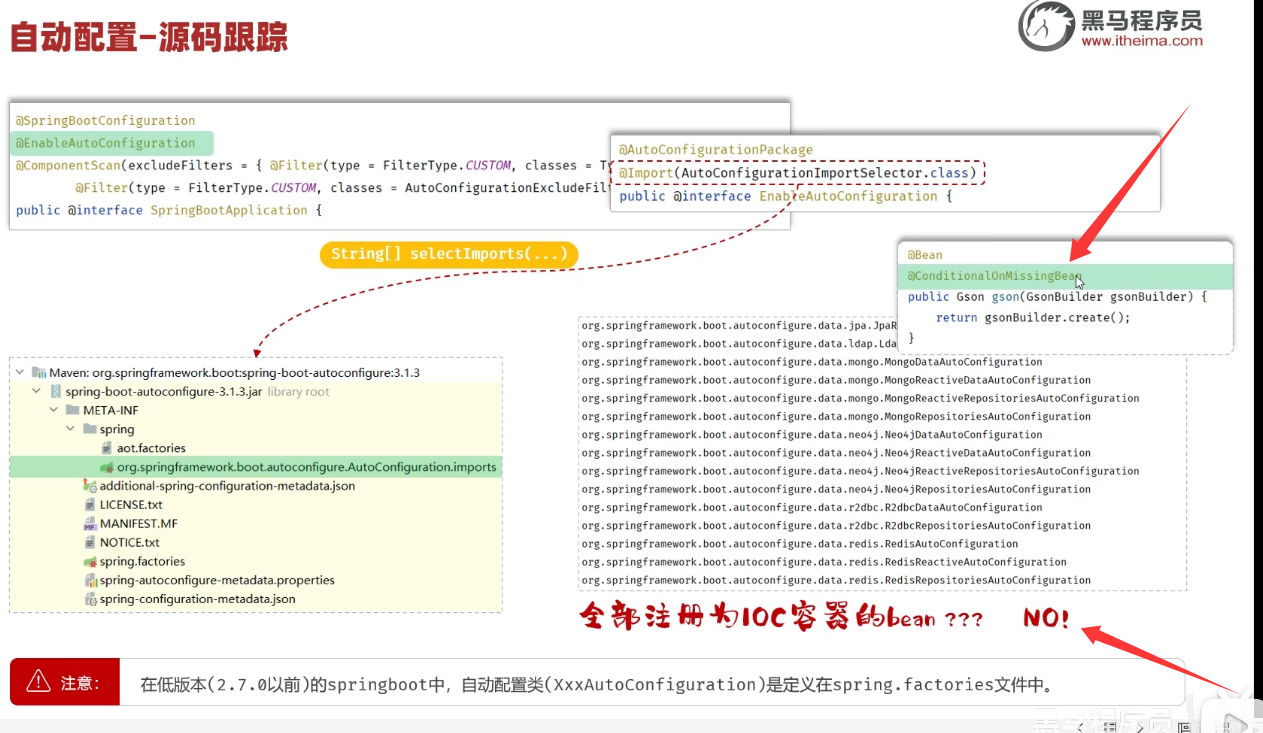 自动配置-源码跟踪
黑马程序员
www.itheima.com
@SpringBootConfiguration
@EnableAutoConfiguration
@ComponentScan(excludeFilters = { @Filter(type = FilterType.CUSTOM, classes =
@Filter(type = FilterType.CUSTOM, classes =
public @interface SpringBootApplication {
@AutoConfigurationPackage
@Import(AutoConfigurationImportSelector.class)
public @interface EnableAutoConfiguration {
String[] selectImports(...)
@Bean
@ConditionalOnMissingBean
public Gson gson(GsonBuilder gsonBuilder) {
return gsonBuilder.create();
}
Maven: org.springframework.boot:spring-boot-autoconfigure:3.1.3
spring-boot-autoconfigure-3.1.3.jar library root
META-INF
spring
aot.factories
org.springframework.boot.autoconfigure.AutoConfiguration.imports
additional-spring-configuration-metadata.json
LICENSE.txt
MANIFEST.MF
NOTICE.txt
spring.factories
spring-autoconfigure-metadata.properties
spring-configuration-metadata.json
org.springframework.boot.autoconfigure.data.jpa.JpaR
org.springframework.boot.autoconfigure.data.ldap.Lda
org.springframework.boot.autoconfigure.data.mongo.MongoDataAutoConfiguration
org.springframework.boot.autoconfigure.data.mongo.MongoReactiveDataAutoConfiguration
org.springframework.boot.autoconfigure.data.mongo.MongoReactiveRepositoriesAutoConfiguration
org.springframework.boot.autoconfigure.data.mongo.MongoRepositoriesAutoConfiguration
org.springframework.boot.autoconfigure.data.neo4j.Neo4jDataAutoConfiguration
org.springframework.boot.autoconfigure.data.neo4j.Neo4jReactiveDataAutoConfiguration
org.springframework.boot.autoconfigure.data.neo4j.Neo4jReactiveRepositoriesAutoConfiguration
org.springframework.boot.autoconfigure.data.neo4j.Neo4jRepositoriesAutoConfiguration
org.springframework.boot.autoconfigure.data.r2dbc.R2dbcDataAutoConfiguration
org.springframework.boot.autoconfigure.data.r2dbc.R2dbcRepositoriesAutoConfiguration
org.springframework.boot.autoconfigure.data.redis.RedisAutoConfiguration
org.springframework.boot.autoconfigure.data.redis.RedisReactiveAutoConfiguration
org.springframework.boot.autoconfigure.data.redis.RedisRepositoriesAutoConfiguration
全部注册为IOC容器的bean ??? NO!
注意:
在低版本(2.7.0以前)的springboot中，自动配置类(XxxAutoConfiguration)是定义在spring.factories文件中。
黑马程序员